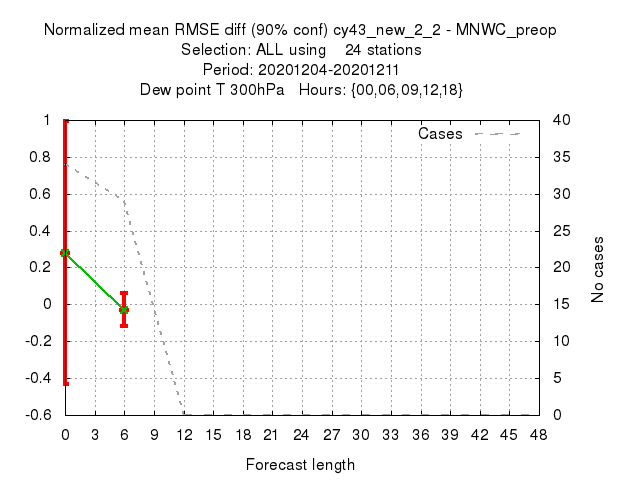 Normalized mean RMSE diff (90% conf) cy43_new_2_2 - MNWC_preop
Selection: ALL using    24 stations
Period: 20201204-20201211
Dew point T 300hPa   Hours: {00,06,09,12,18}
Cases
1
0.8
0.6
0.4
0.2
0
-0.2
-0.4
-0.6
40
35
30
25
20
15
10
5
0
No cases
0 3 6 9 12 15 18 21 24 27 30 33 36 39 42 45 48
Forecast length